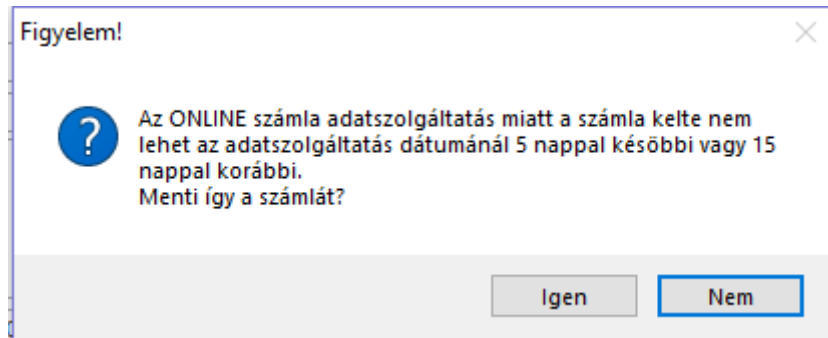 Figyelem!
Az ONLINE számla adatszolgáltatás miatt a számla kelte nem
lehet az adatszolgáltatás dátumánál 5 nappal késöbbi vagy 15
nappal korábbi.
Menti így a számlát?
Igen
Nem